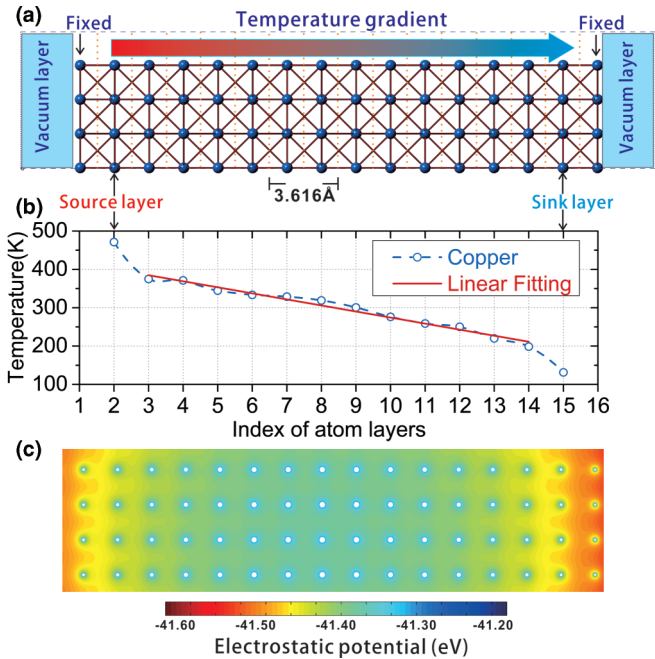 (a)
Temperature gradient
Fixed
Fixed
Vacuum layer
Vacuum layer
3.616Å
Source layer
Sink layer
(b)
Temperature(K)
500
400
300
200
100
Copper
Linear Fitting
1 2 3 4 5 6 7 8 9 10 11 12 13 14 15 16
Index of atom layers
(c)
-41.60 -41.50 -41.40 -41.30 -41.20
Electrostatic potential (eV)